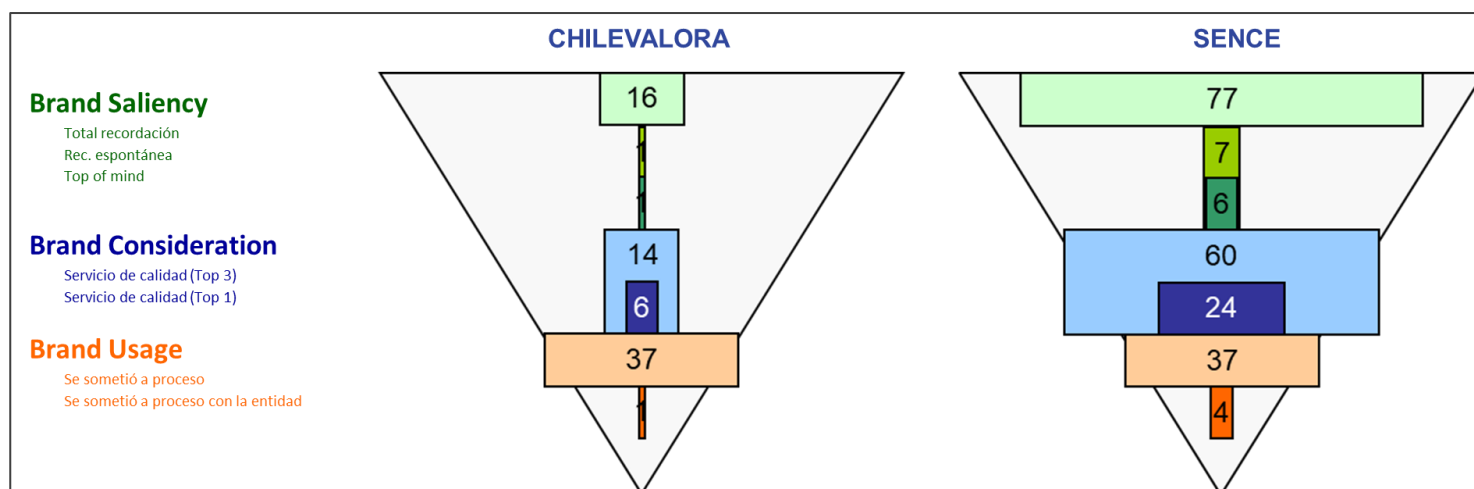 CHILEVALORA
SENCE
Brand Saliency
Total recordación
Rec. espontánea
Top of mind
16
1
1
77
7
6
Brand Consideration
Servicio de calidad (Top 3)
Servicio de calidad (Top 1)
14
6
60
24
Brand Usage
Se sometió a proceso
Se sometió a proceso con la entidad
37
1
37
4